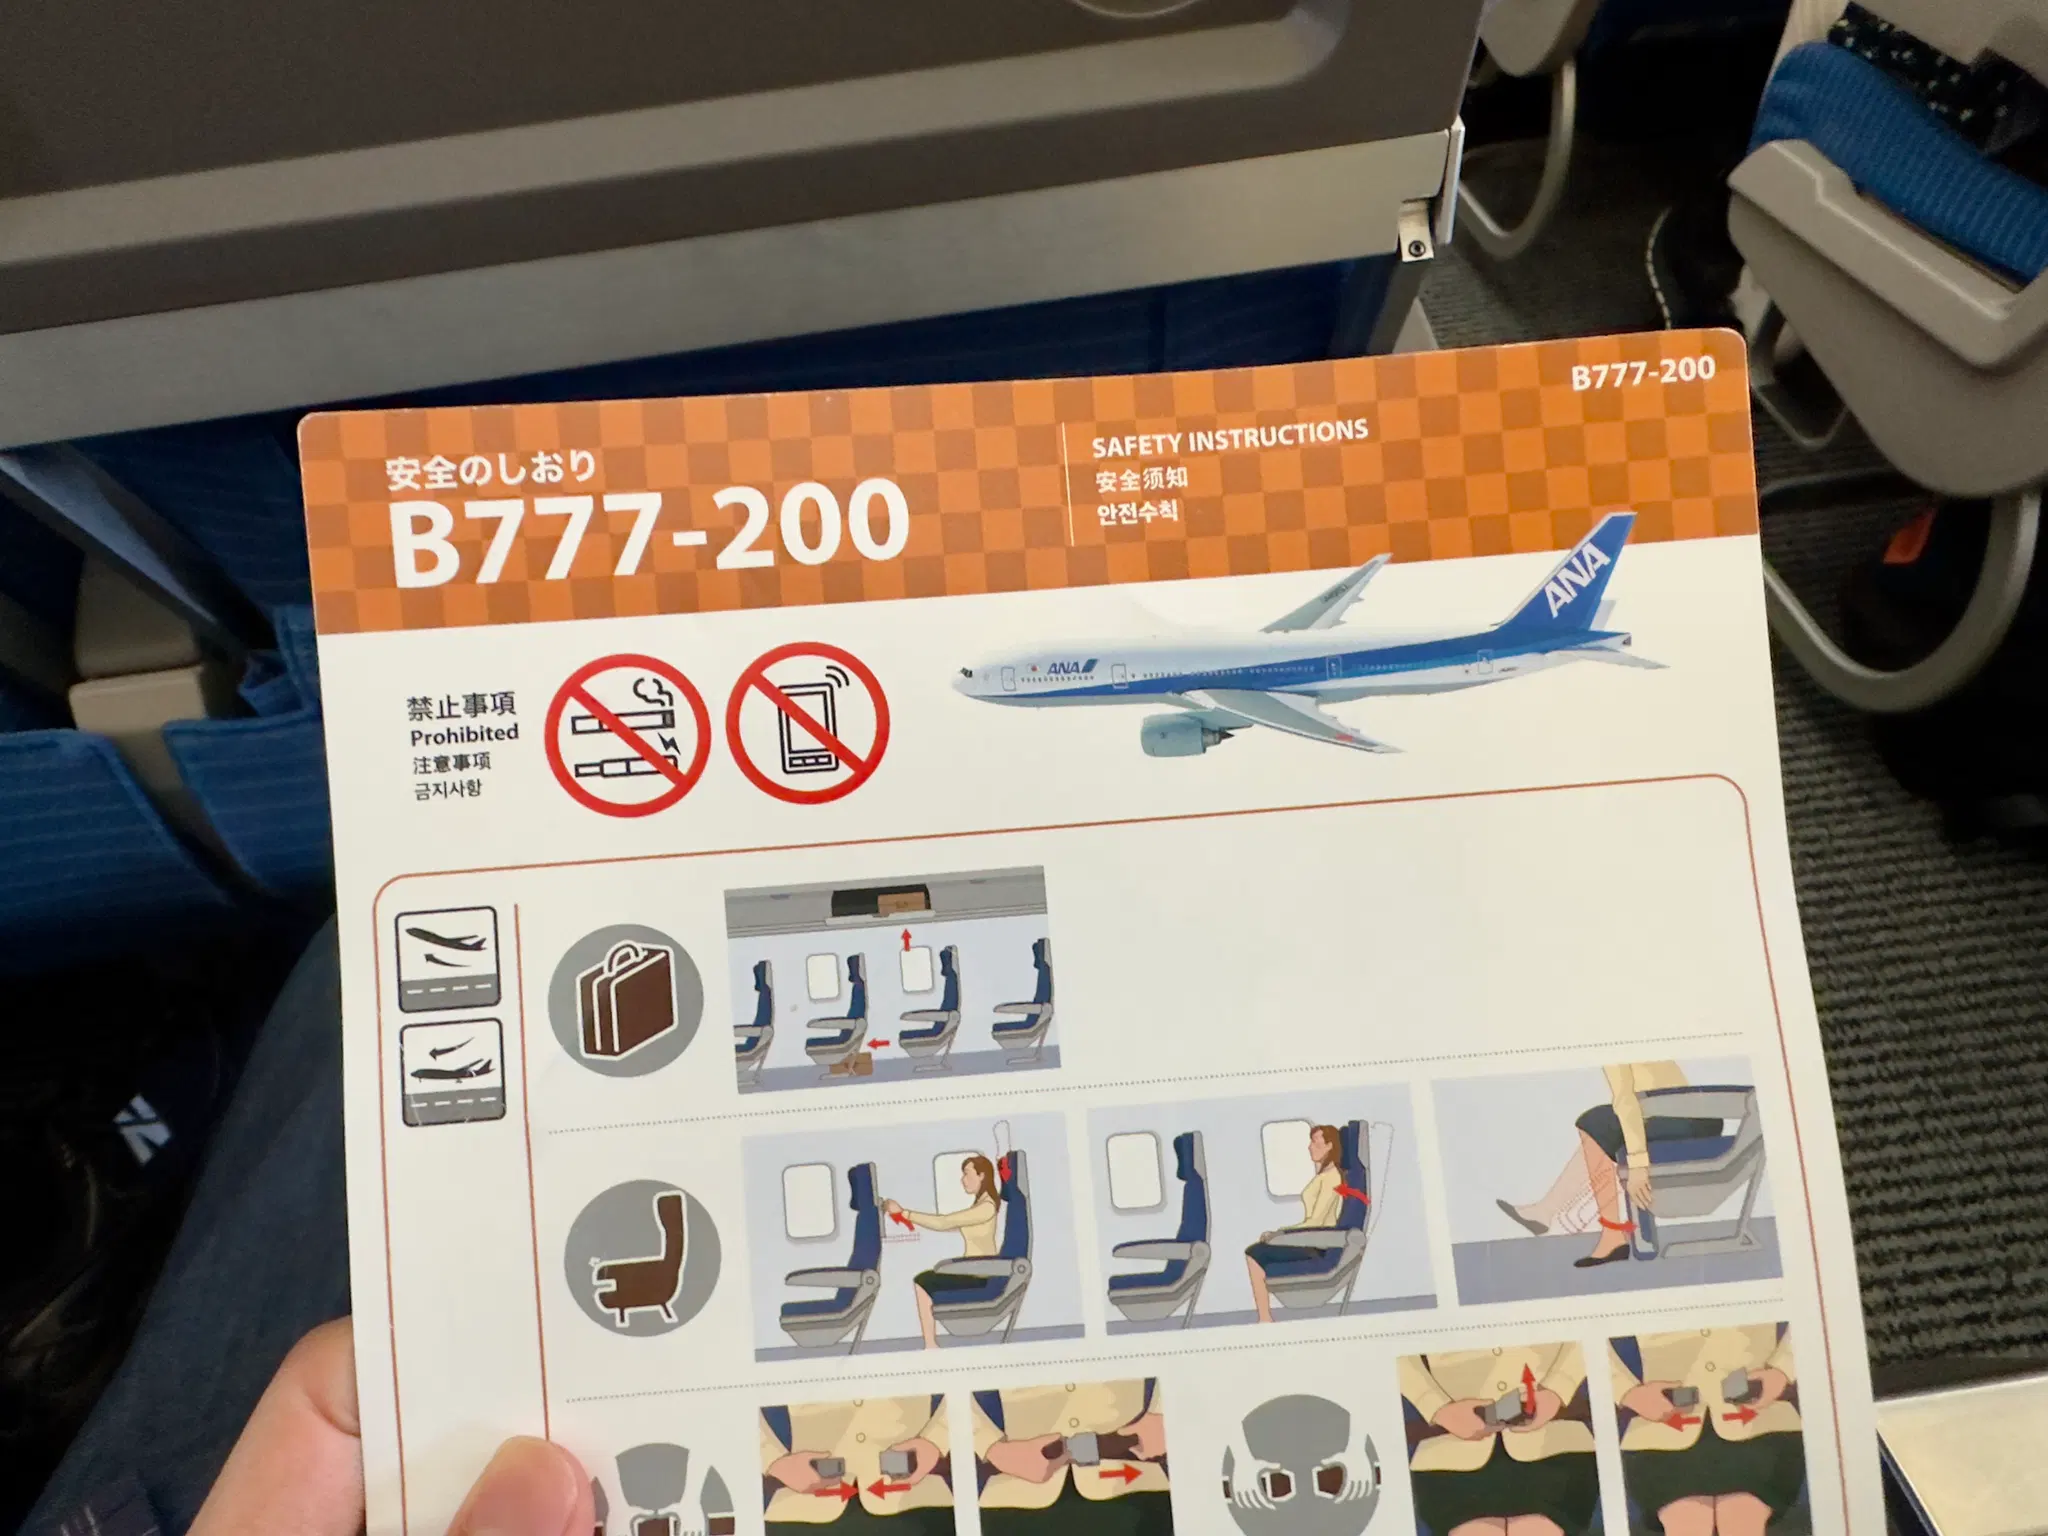 B777-200
安全のしおり
B777-200
SAFETY INSTRUCTIONS
安全须知
안전수칙
禁止事項
Prohibited
注意事项
금지사항
ANA
ANA